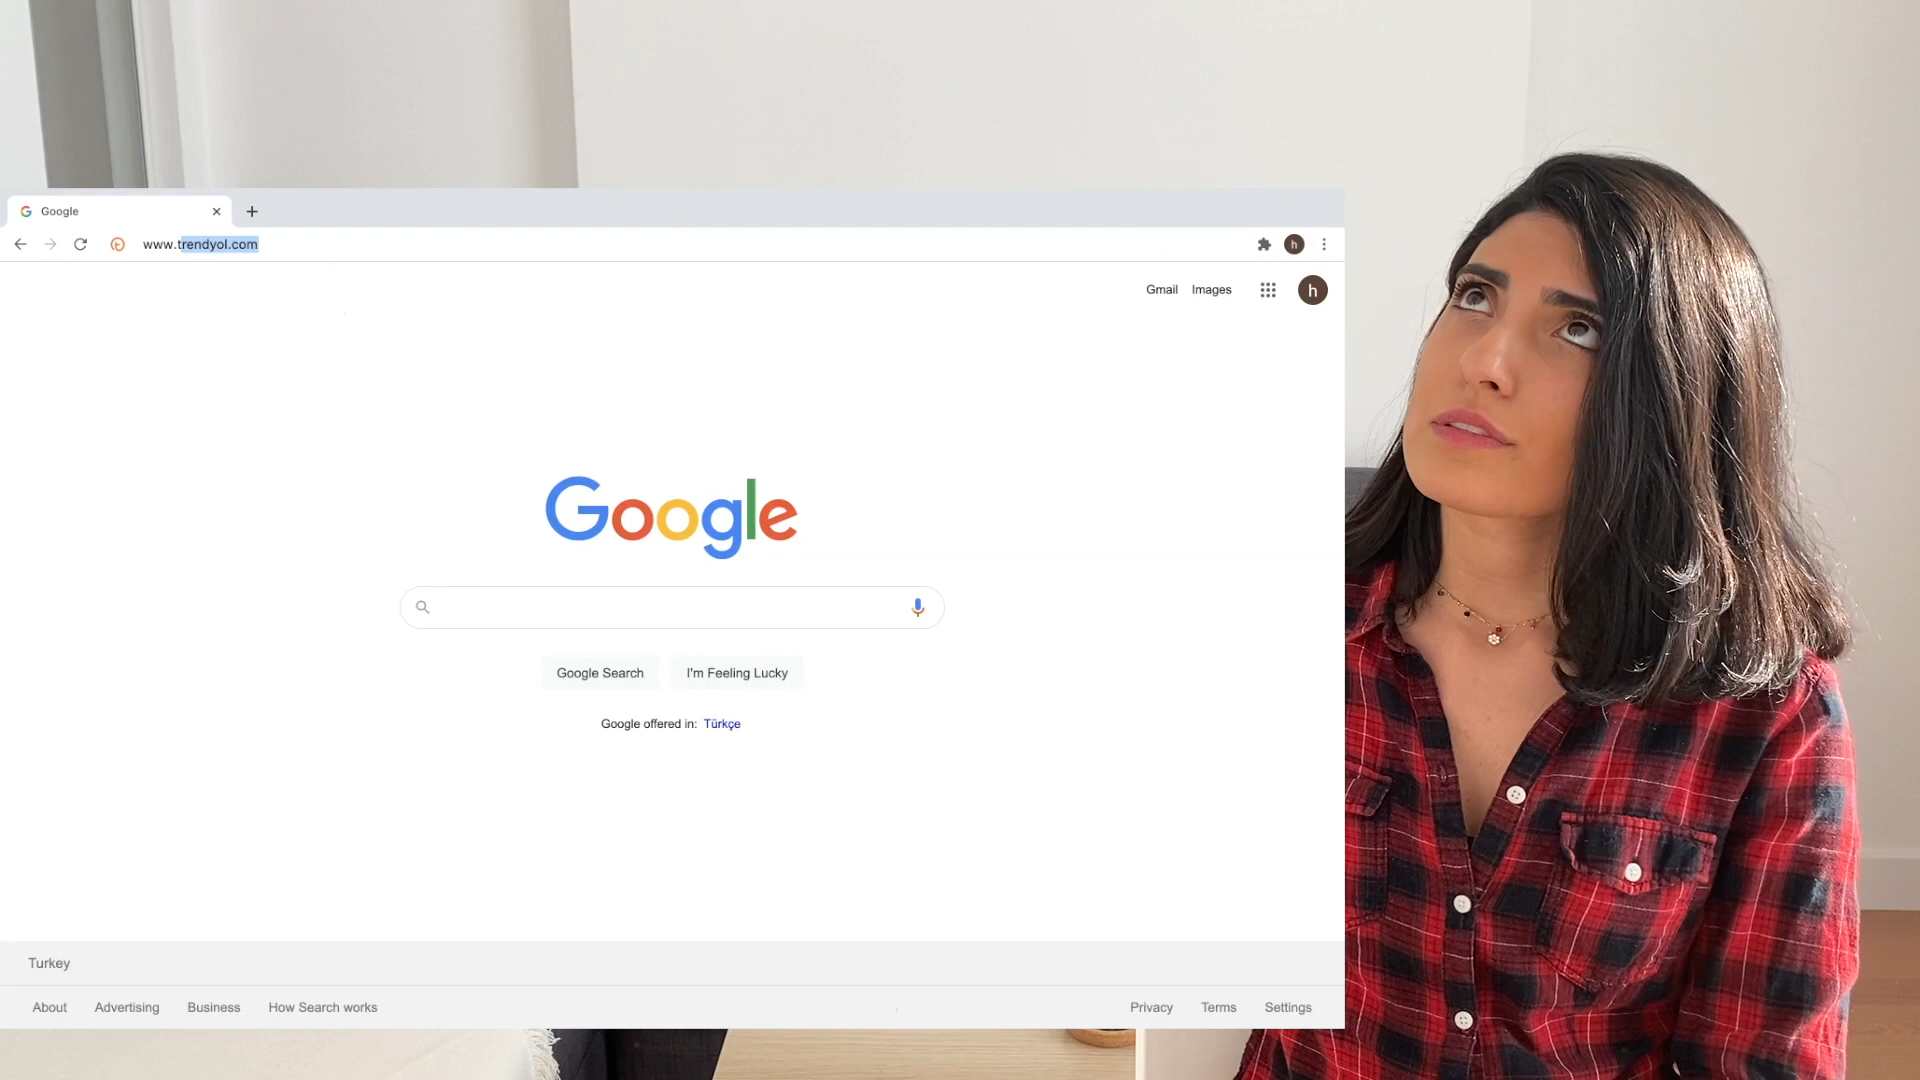 Google
www.trendyol.com
h
Gmail Images h
Google
Google Search I'm Feeling Lucky
Google offered in: Türkçe
Turkey
About Advertising Business How Search works Privacy Terms Settings